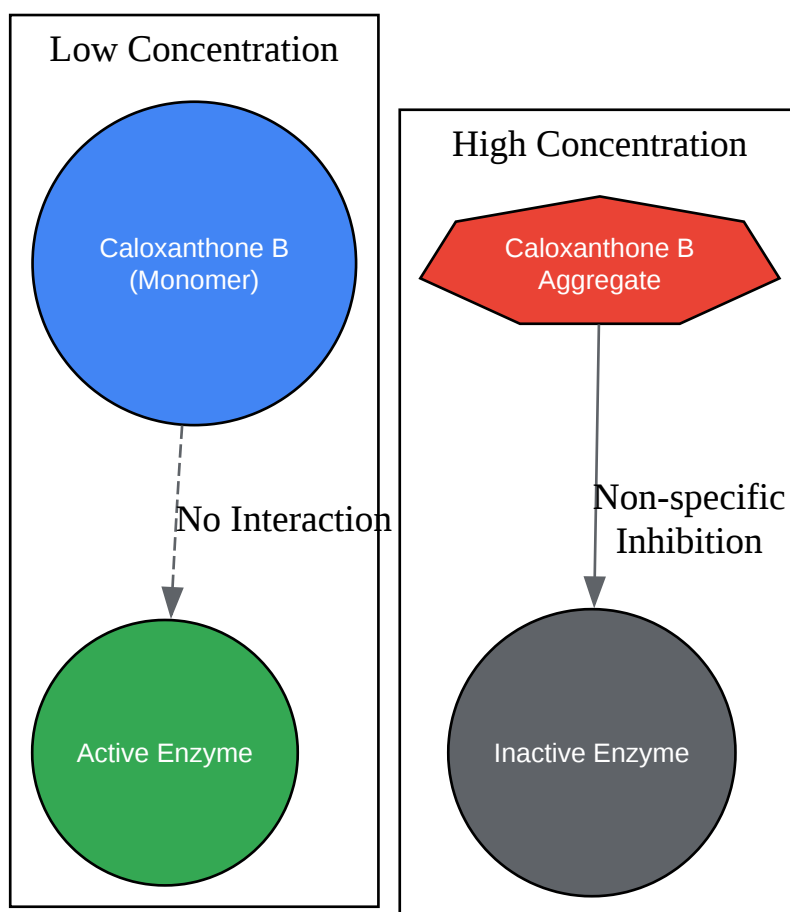 Low Concentration
Caloxanthone B
(Monomer)
No Interaction
Active Enzyme
High Concentration
Caloxanthone B
Aggregate
Non-specific
Inhibition
Inactive Enzyme